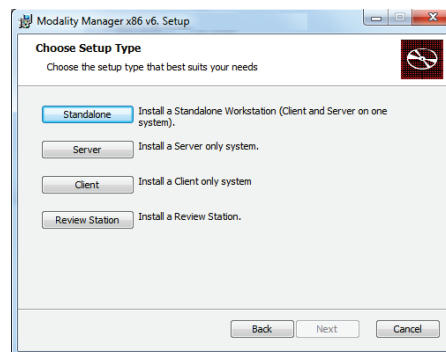 Modality Manager x86 v6. Setup
Choose Setup Type
Choose the setup type that best suits your needs
Standalone
Install a Standalone Workstation (Client and Server on one
system).
Server
Install a Server only system.
Client
Install a Client only system
Review Station
Install a Review Station.
Back
Next
Cancel